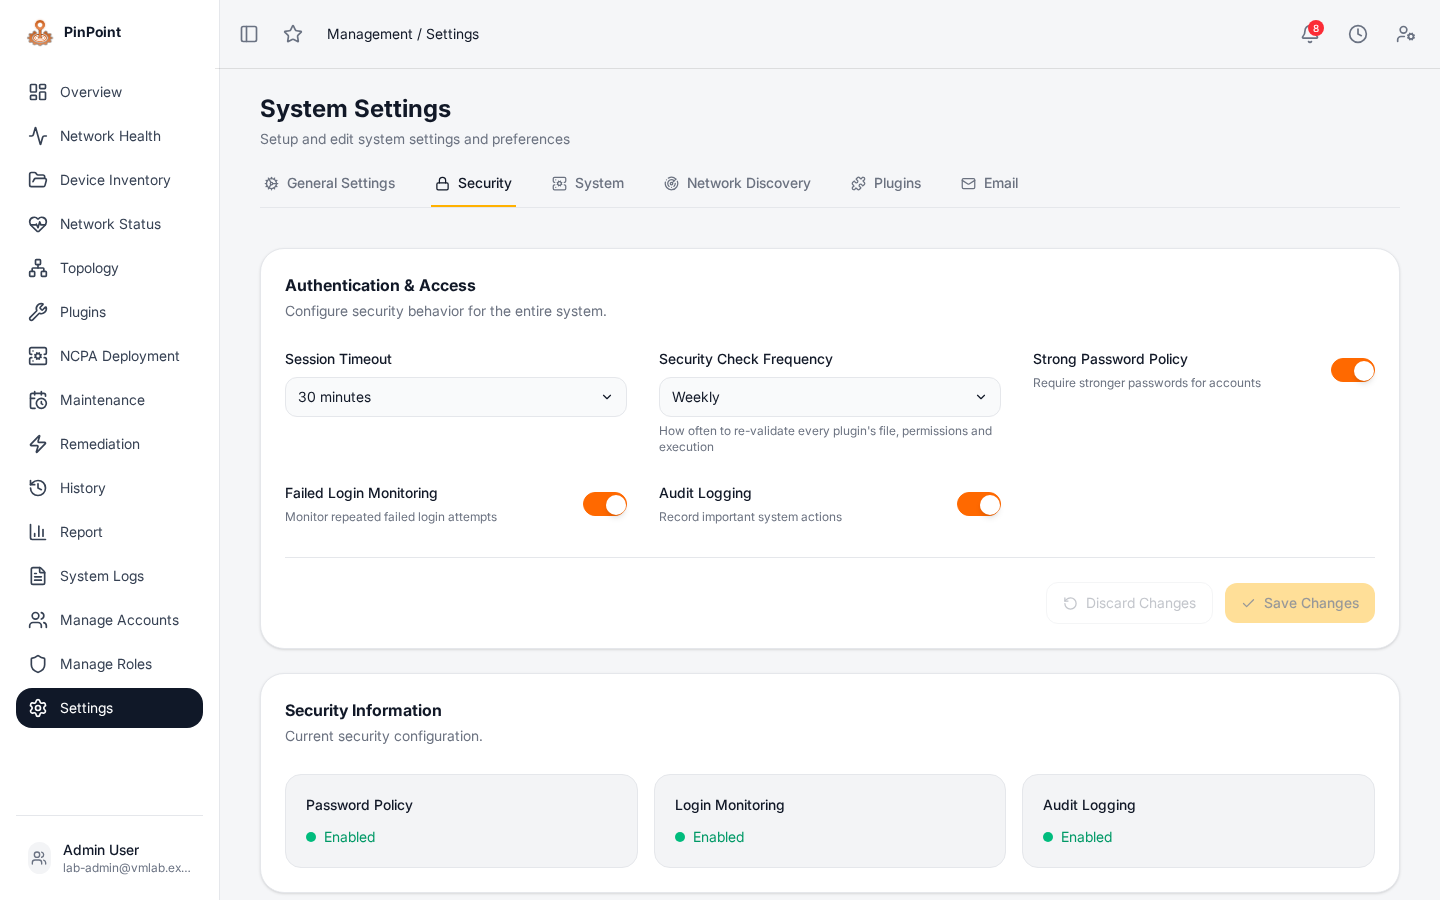 PinPoint
Management / Settings
8
Overview
Network Health
Device Inventory
Network Status
Topology
Plugins
NCPA Deployment
Maintenance
Remediation
History
Report
System Logs
Manage Accounts
Manage Roles
Settings
Admin User
lab-admin@vmlab.ex...
System Settings
Setup and edit system settings and preferences
General Settings
Security
System
Network Discovery
Plugins
Email
Authentication & Access
Configure security behavior for the entire system.
Session Timeout
30 minutes
Security Check Frequency
Weekly
How often to re-validate every plugin's file, permissions and
execution
Strong Password Policy
Require stronger passwords for accounts
Failed Login Monitoring
Monitor repeated failed login attempts
Audit Logging
Record important system actions
Discard Changes
Save Changes
Security Information
Current security configuration.
Password Policy
Enabled
Login Monitoring
Enabled
Audit Logging
Enabled